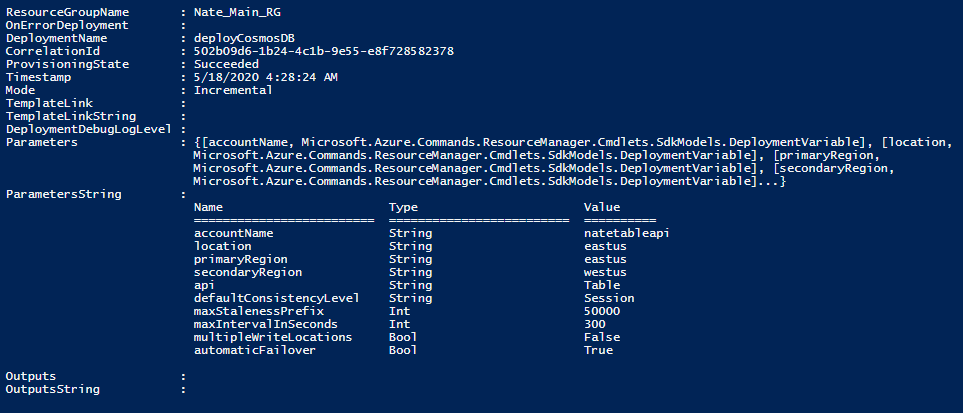 ResourceGroupName       : Nate_Main_RG
OnErrorDeployment       :
DeploymentName          : deployCosmosDB
CorrelationId           : 502b09d6-1b24-4c1b-9e55-e8f728582378
ProvisioningState       : Succeeded
Timestamp               : 5/18/2020 4:28:24 AM
Mode                    : Incremental
TemplateLink            :
TemplateLinkString      :
DeploymentDebugLogLevel :
Parameters              : {[accountName, Microsoft.Azure.Commands.ResourceManager.Cmdlets.SdkModels.DeploymentVariable], [location,
                          Microsoft.Azure.Commands.ResourceManager.Cmdlets.SdkModels.DeploymentVariable], [primaryRegion,
                          Microsoft.Azure.Commands.ResourceManager.Cmdlets.SdkModels.DeploymentVariable], [secondaryRegion,
                          Microsoft.Azure.Commands.ResourceManager.Cmdlets.SdkModels.DeploymentVariable]...}
ParametersString        :
                          Name                       Type                       Value
                          =========================  =========================  ==========
                          accountName                String                     natetableapi
                          location                   String                     eastus
                          primaryRegion              String                     eastus
                          secondaryRegion            String                     westus
                          api                        String                     Table
                          defaultConsistencyLevel    String                     Session
                          maxStalenessPrefix         Int                        50000
                          maxIntervalInSeconds       Int                        300
                          multipleWriteLocations     Bool                       False
                          automaticFailover          Bool                       True
Outputs                 :
OutputsString           :